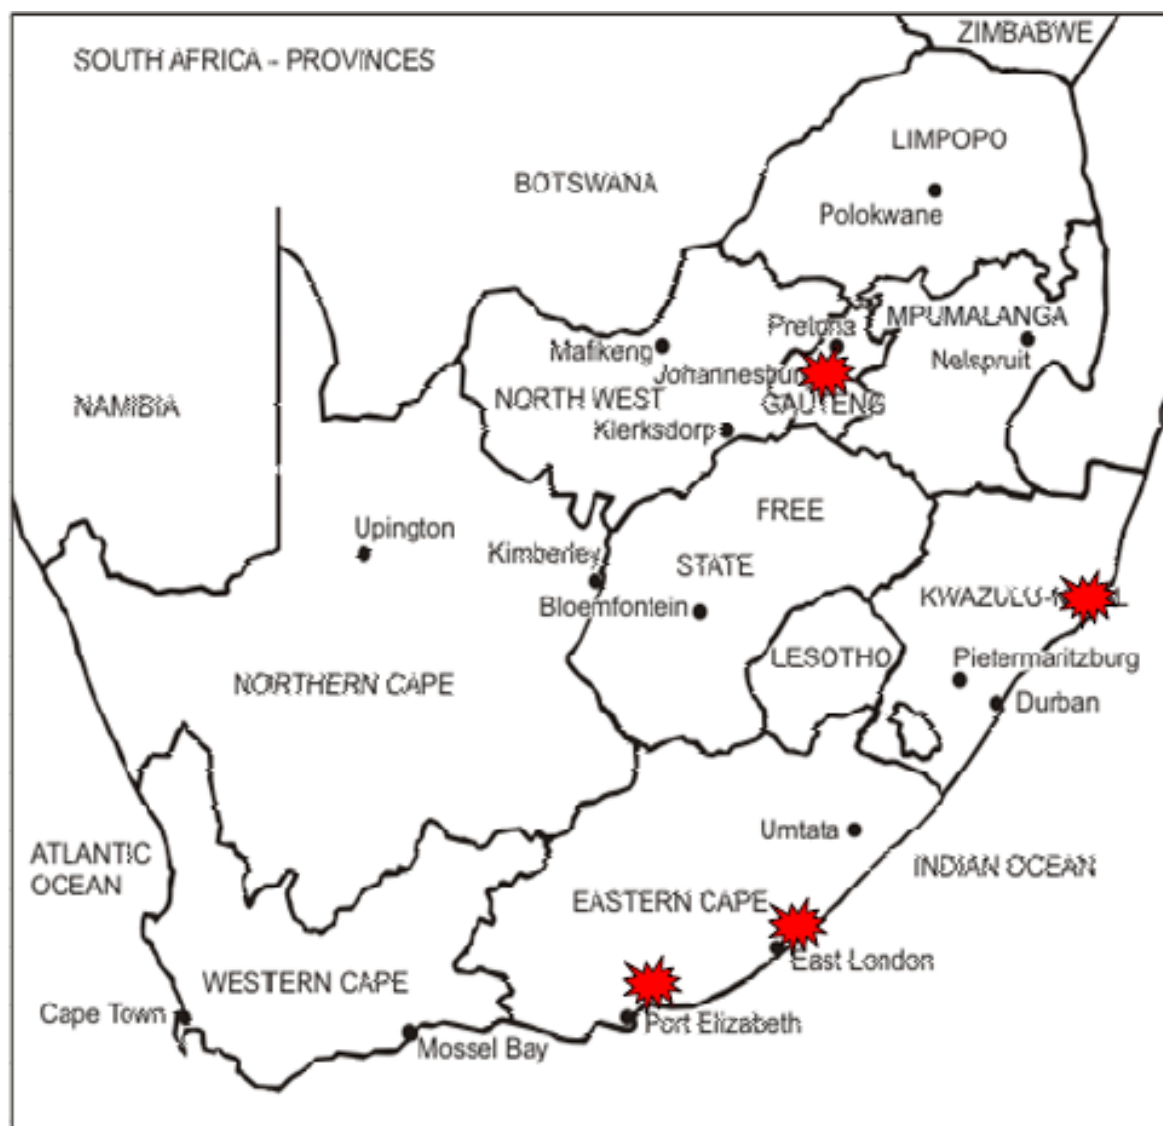 ZIMBABWE
SOUTH AFRICA - PROVINCES
LIMPOPO
BOTSWANA
Polokwane
MPUMALANGA
Pretoria
Mafikeng
Nelspruit
Johannesbur
NORTH WEST
GAUTENG
NAMIBIA
Klerksdorp
FREE
Upington
Kimberley
STATE
Bloemfontein
LESOTHO
Pietermaritzburg
NORTHERN CAPE
Durban
Umtata
ATLANTIC
OCEAN
INDIAN OCEAN
EASTERN CAPE
East London
WESTERN CAPE
Cape Town
Port Elizabeth
Mossel Bay